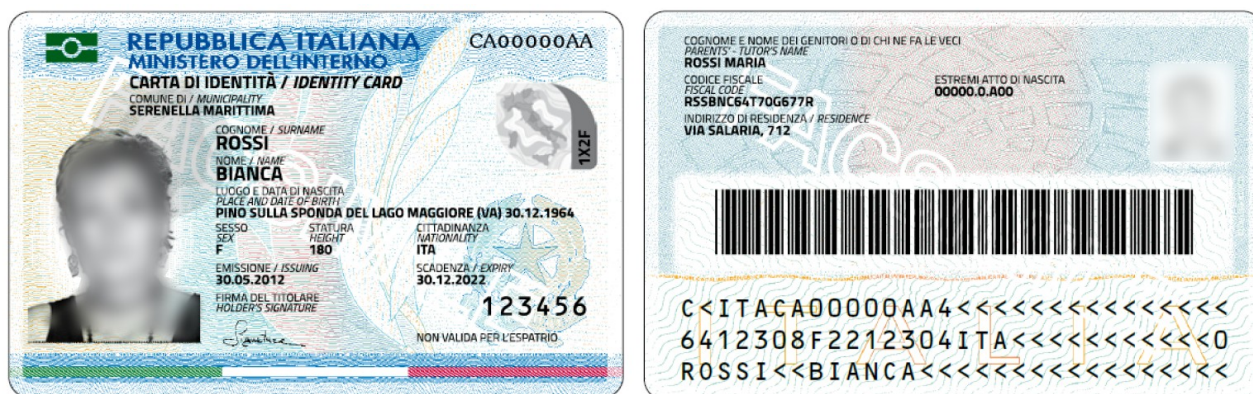 REPUBBLICA ITALIANA
MINISTERO DELL'INTERNO
CA00000AA
CARTA DI IDENTITÀ / IDENTITY CARD
COMUNE DI / MUNICIPALITY
SERENELLA MARITTIMA
COGNOME / SURNAME
ROSSI
NOME / NAME
BIANCA
LUOGO E DATA DI NASCITA
PLACE AND DATE OF BIRTH
PINO SULLA SPONDA DEL LAGO MAGGIORE (VA) 30.12.1964
SESSO STATURA CITTADINANZA
SEX HEIGHT NATIONALITY
F 180 ITA
EMISSIONE / ISSUING SCADENZA / EXPIRY
30.05.2012 30.12.2022
FIRMA DEL TITOLARE
HOLDER'S SIGNATURE
123456
NON VALIDA PER L'ESPATRIO
1X2F
COGNOME E NOME DEI GENITORI O DI CHI NE FA LE VECI
PARENTS' - TUTOR'S NAME
ROSSI MARIA
CODICE FISCALE ESTREMI ATTO DI NASCITA
FISCAL CODE 00000.0.A00
RSSBNC64T70G677R
INDIRIZZO DI RESIDENZA / RESIDENCE
VIA SALARIA, 712
C<ITACA00000AA4<<<<<<<<<<<<<<<
6412308F2212304ITA<<<<<<<<<<<0
ROSSI<<BIANCA<<<<<<<<<<<<<<<<<
ITALIA